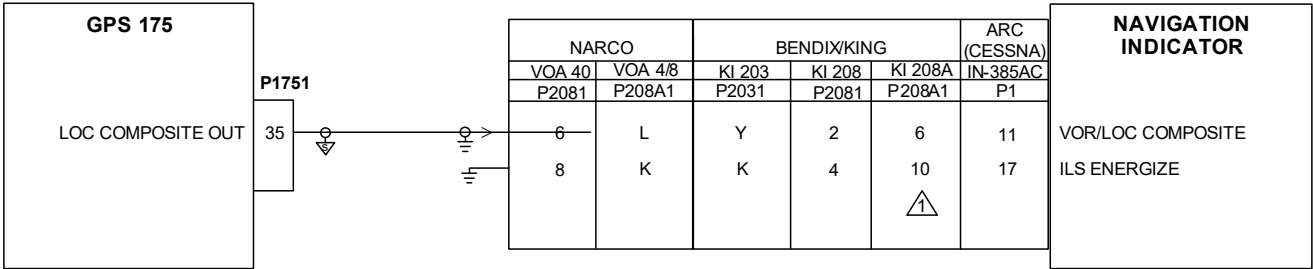 GPS 175
P1751
LOC COMPOSITE OUT 35
S
NARCO BENDIX/KING ARC (CESSNA)
VOA 40 VOA 4/8 KI 203 KI 208 KI 208A IN-385AC
P2081 P208A1 P2031 P2081 P208A1 P1
6 L Y 2 6 11
8 K K 4 10 17
1
NAVIGATION
INDICATOR
VOR/LOC COMPOSITE
ILS ENERGIZE